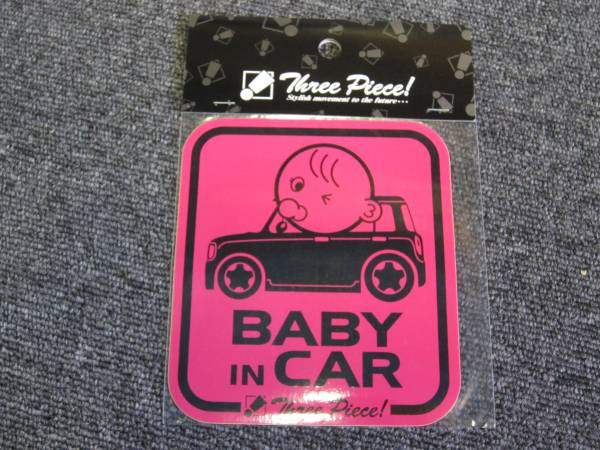 Three Piece!
Stylish movement to the future・・・
BABY
IN CAR
Three Piece!